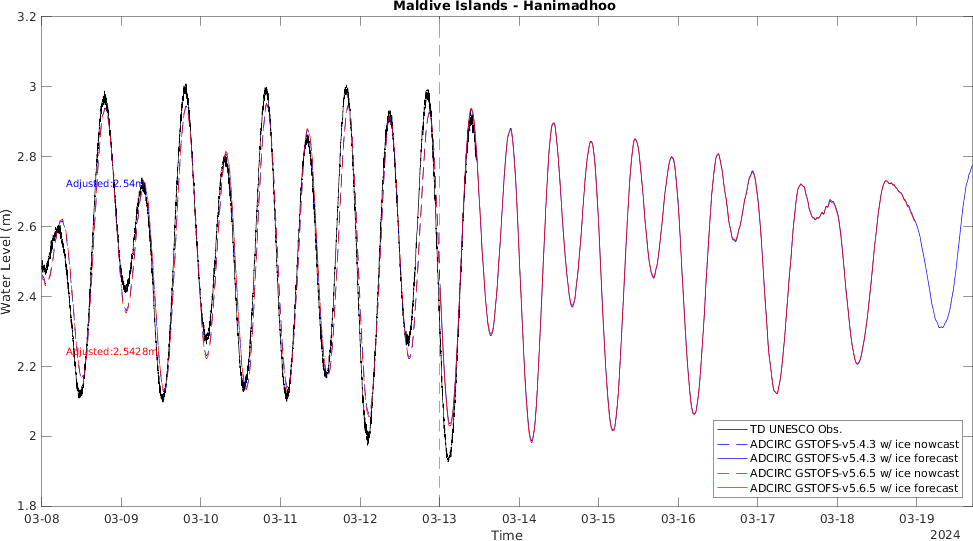 Maldive Islands - Hanimadhoo
3.2
3
2.8
2.6
2.4
2.2
2
1.8
Water Level (m)
Adjusted:2.54m
Adjusted:2.5428m
TD UNESCO Obs.
ADCIRC GSTOFS-v5.4.3 w/ ice nowcast
ADCIRC GSTOFS-v5.4.3 w/ ice forecast
ADCIRC GSTOFS-v5.6.5 w/ ice nowcast
ADCIRC GSTOFS-v5.6.5 w/ ice forecast
03-08 03-09 03-10 03-11 03-12 03-13 03-14 03-15 03-16 03-17 03-18 03-19
Time
2024